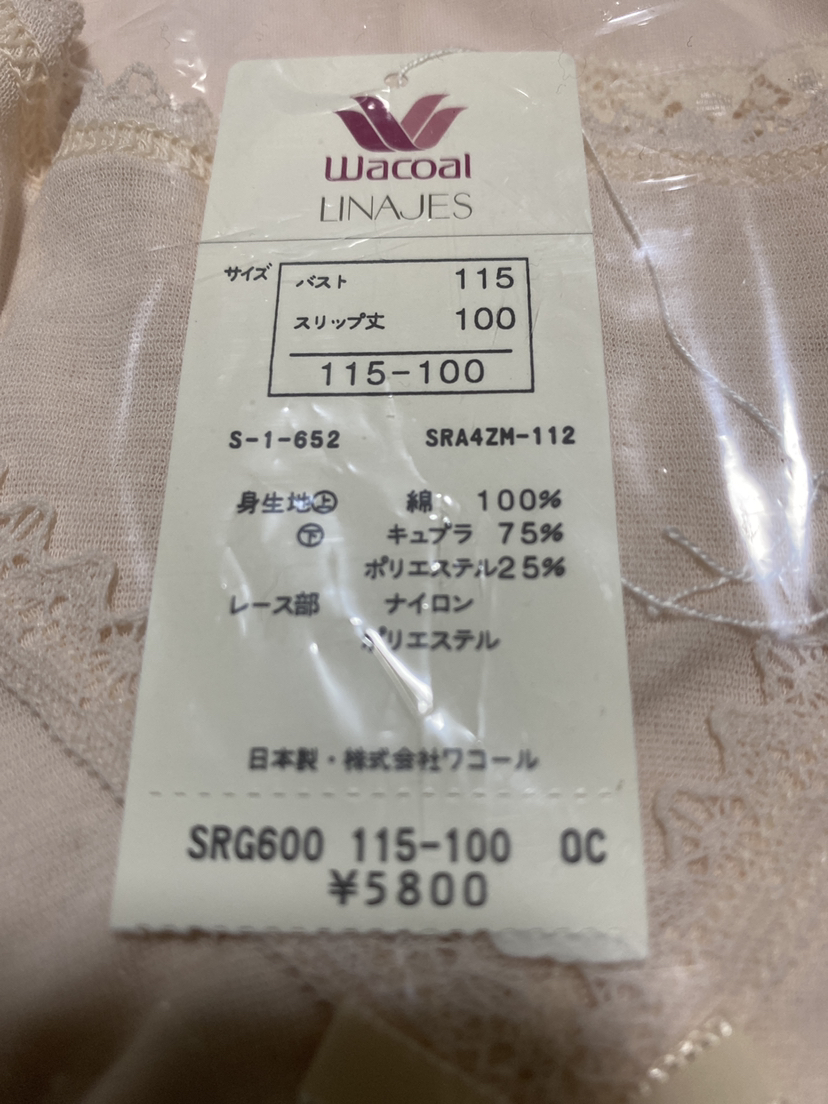 Wacoal
LINAJES
サイズ
バスト 115
スリップ丈 100
115-100
S-1-652 SRA4ZM-112
身生地㊤ 綿 100%
㊦ キュプラ 75%
ポリエステル25%
レース部 ナイロン
ポリエステル
日本製・株式会社ワコール
SRG600 115-100 OC
¥5800